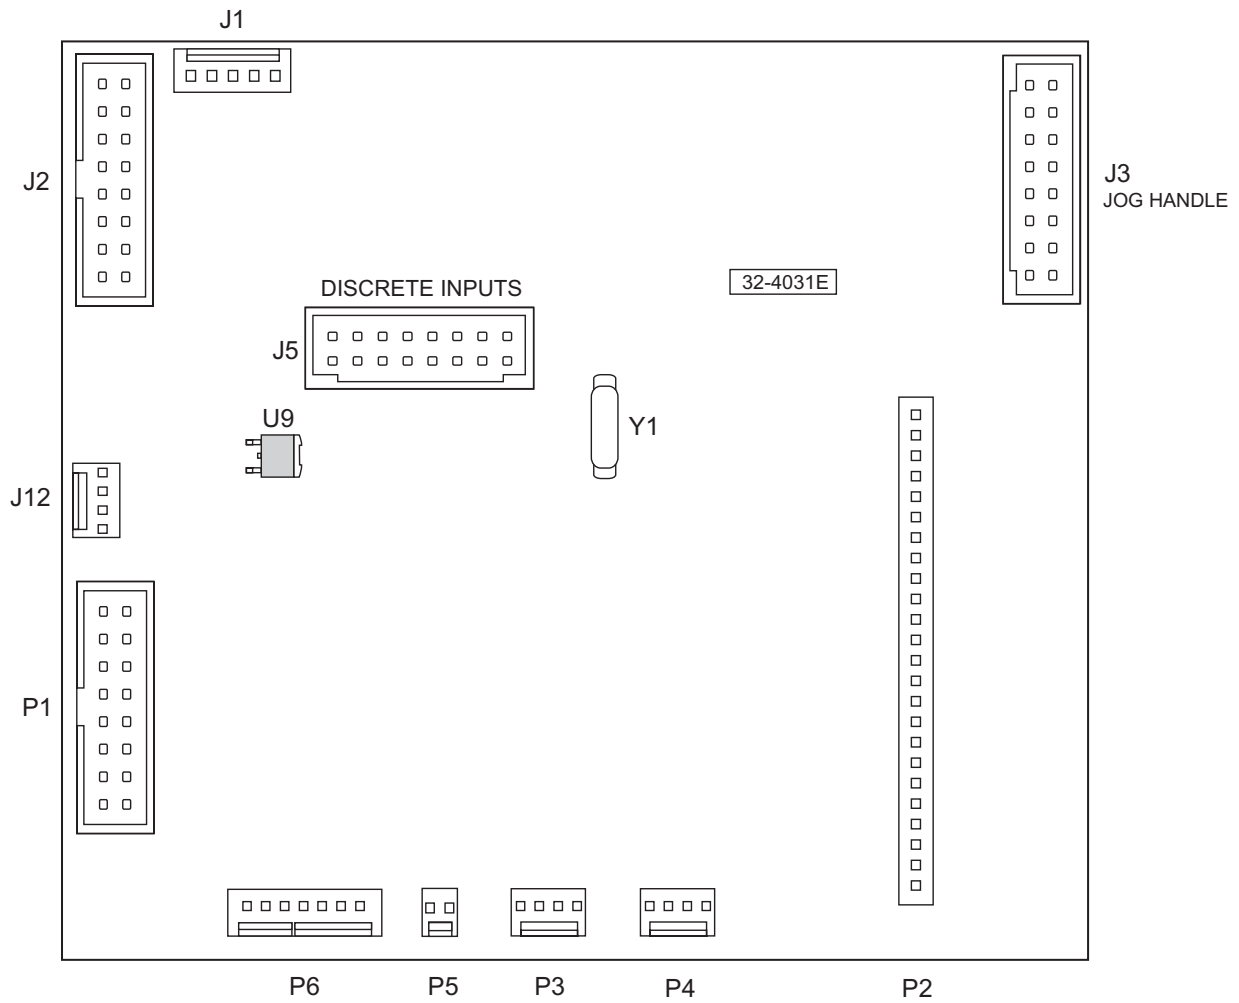 J1
J2
J3
JOG HANDLE
32-4031E
DISCRETE INPUTS
J5
U9
Y1
J12
P1
P6
P5
P3
P4
P2